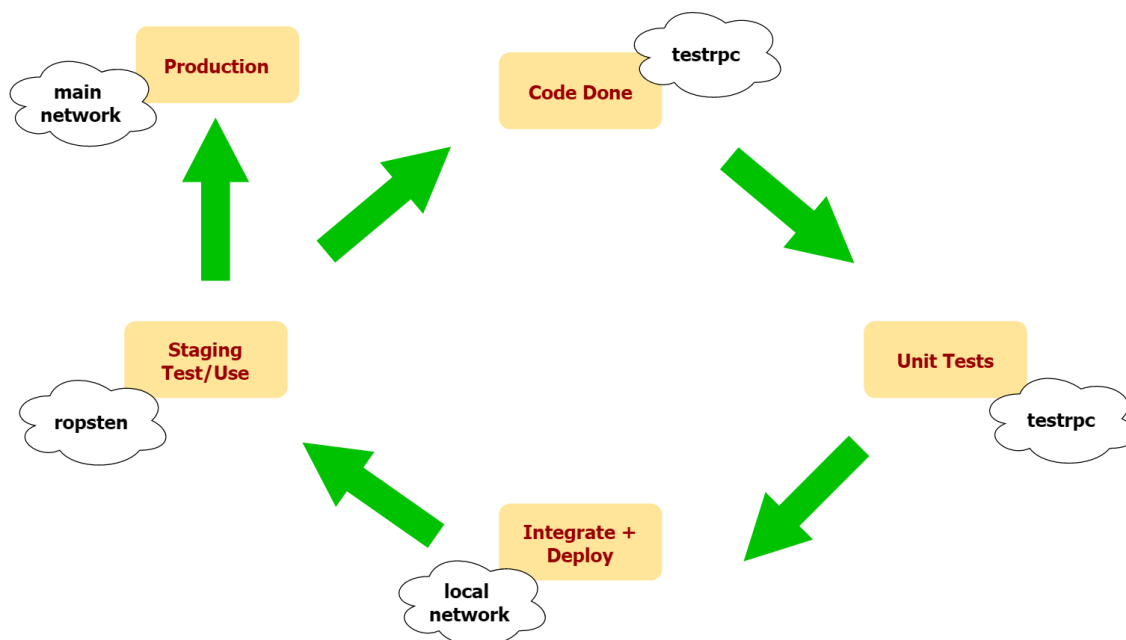 Production
main
network
Code Done
testrpc
Staging
Test/Use
ropsten
Unit Tests
testrpc
Integrate +
Deploy
local
network